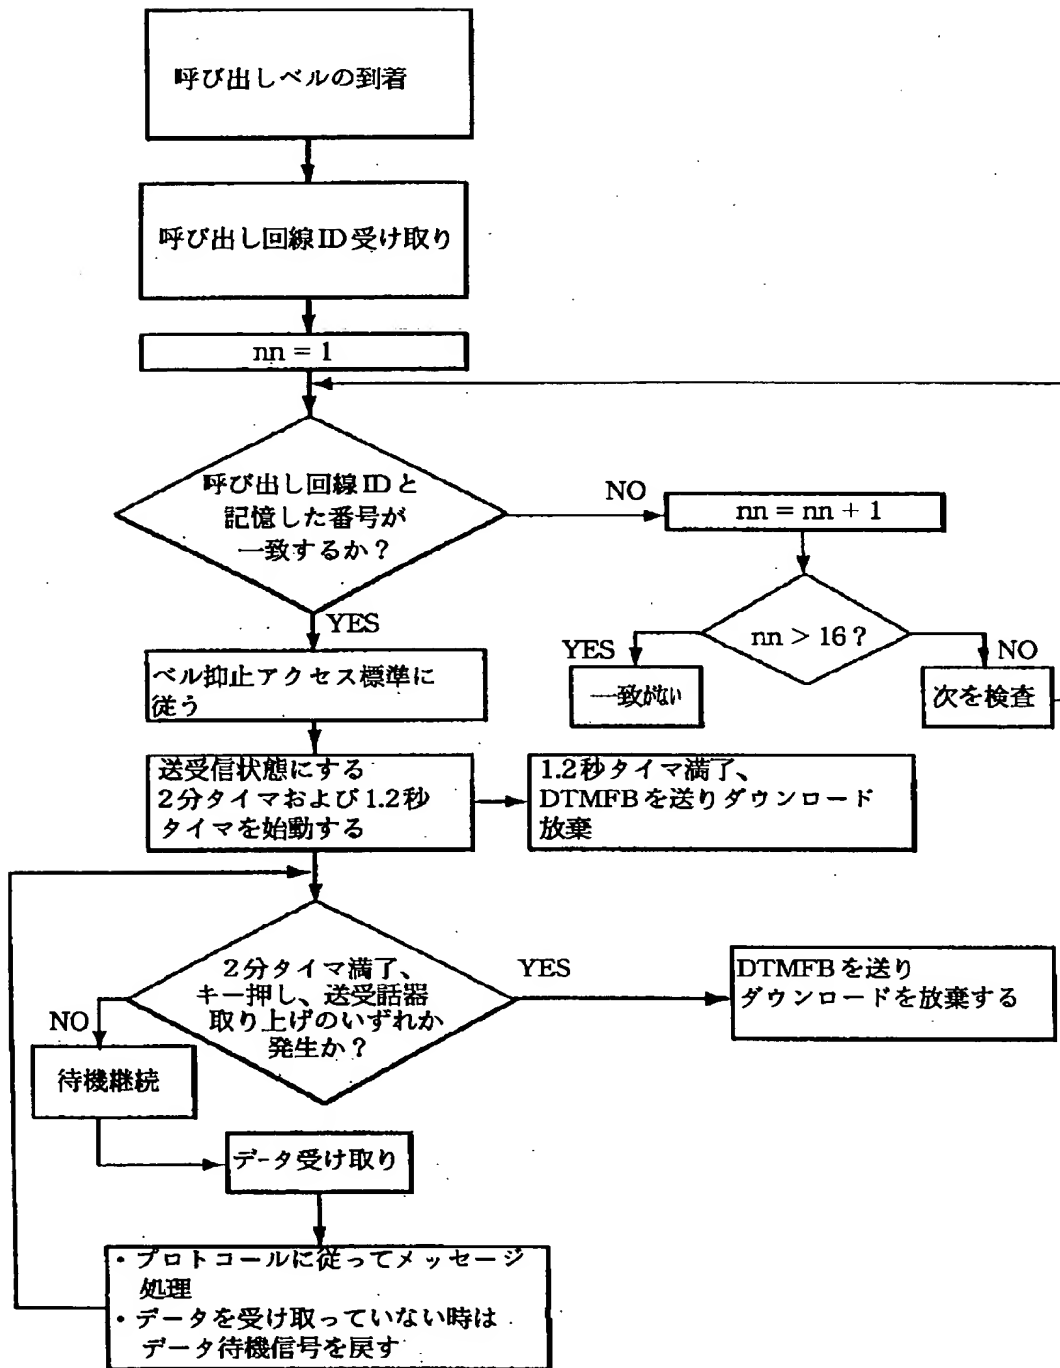 呼び出しベルの到着
呼び出し回線ID受け取り
nn = 1
呼び出し回線IDと
記憶した番号が
一致するか？
NO
nn = nn + 1
YES
nn > 16？
YES
NO
一致がない
次を検査
ベル抑止アクセス標準に
従う
送受信状態にする
2分タイマおよび1.2秒
タイマを始動する
1.2秒タイマ満了、
DTMFBを送りダウンロード
放棄
2分タイマ満了、
キー押し、送受話器
取り上げのいずれか
発生か？
YES
DTMFBを送り
ダウンロードを放棄する
NO
待機継続
データ受け取り
・プロトコールに従ってメッセージ
処理
・データを受け取っていない時は
データ待機信号を戻す